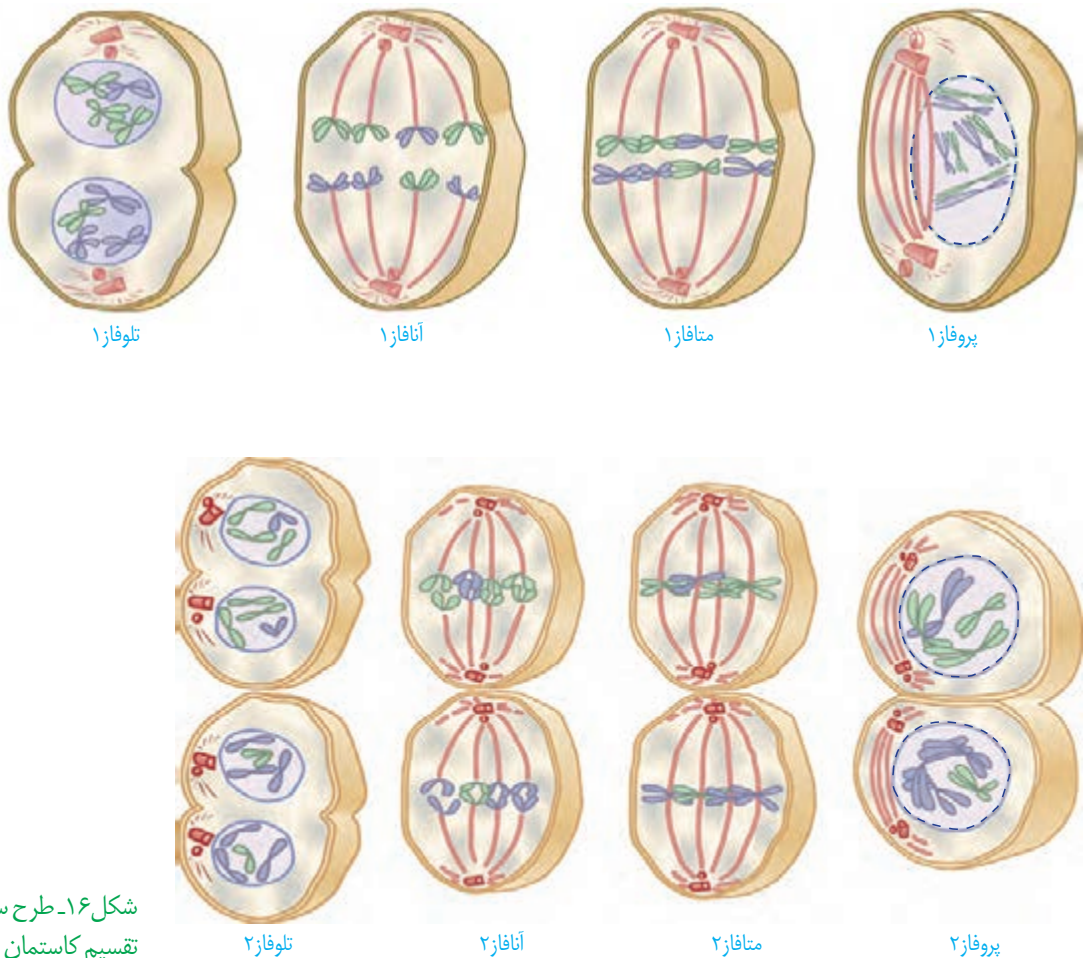 پروفاز۱
متافاز۱
آنافاز۱
تلوفاز۱
پروفاز۲
متافاز۲
آنافاز۲
تلوفاز۲
شکل۱۶ـ طرح
تقسیم کاستمان